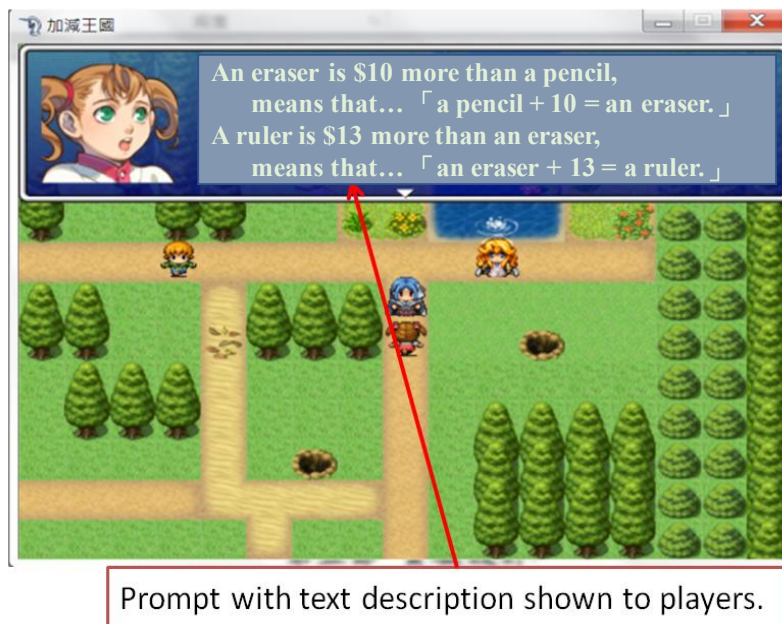 加減王國
An eraser is $10 more than a pencil,
means that… 「a pencil + 10 = an eraser.」
A ruler is $13 more than an eraser,
means that… 「an eraser + 13 = a ruler.」
Prompt with text description shown to players.